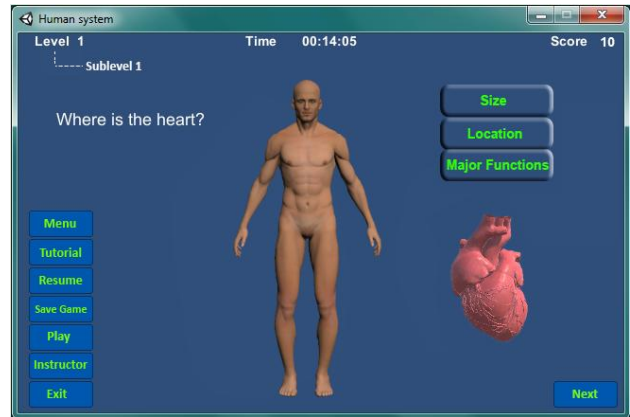 Human system
Level 1
Time 00:14:05
Score 10
Sublevel 1
Where is the heart?
Size
Location
Major Functions
Menu
Tutorial
Resume
Save Game
Play
Instructor
Exit
Next